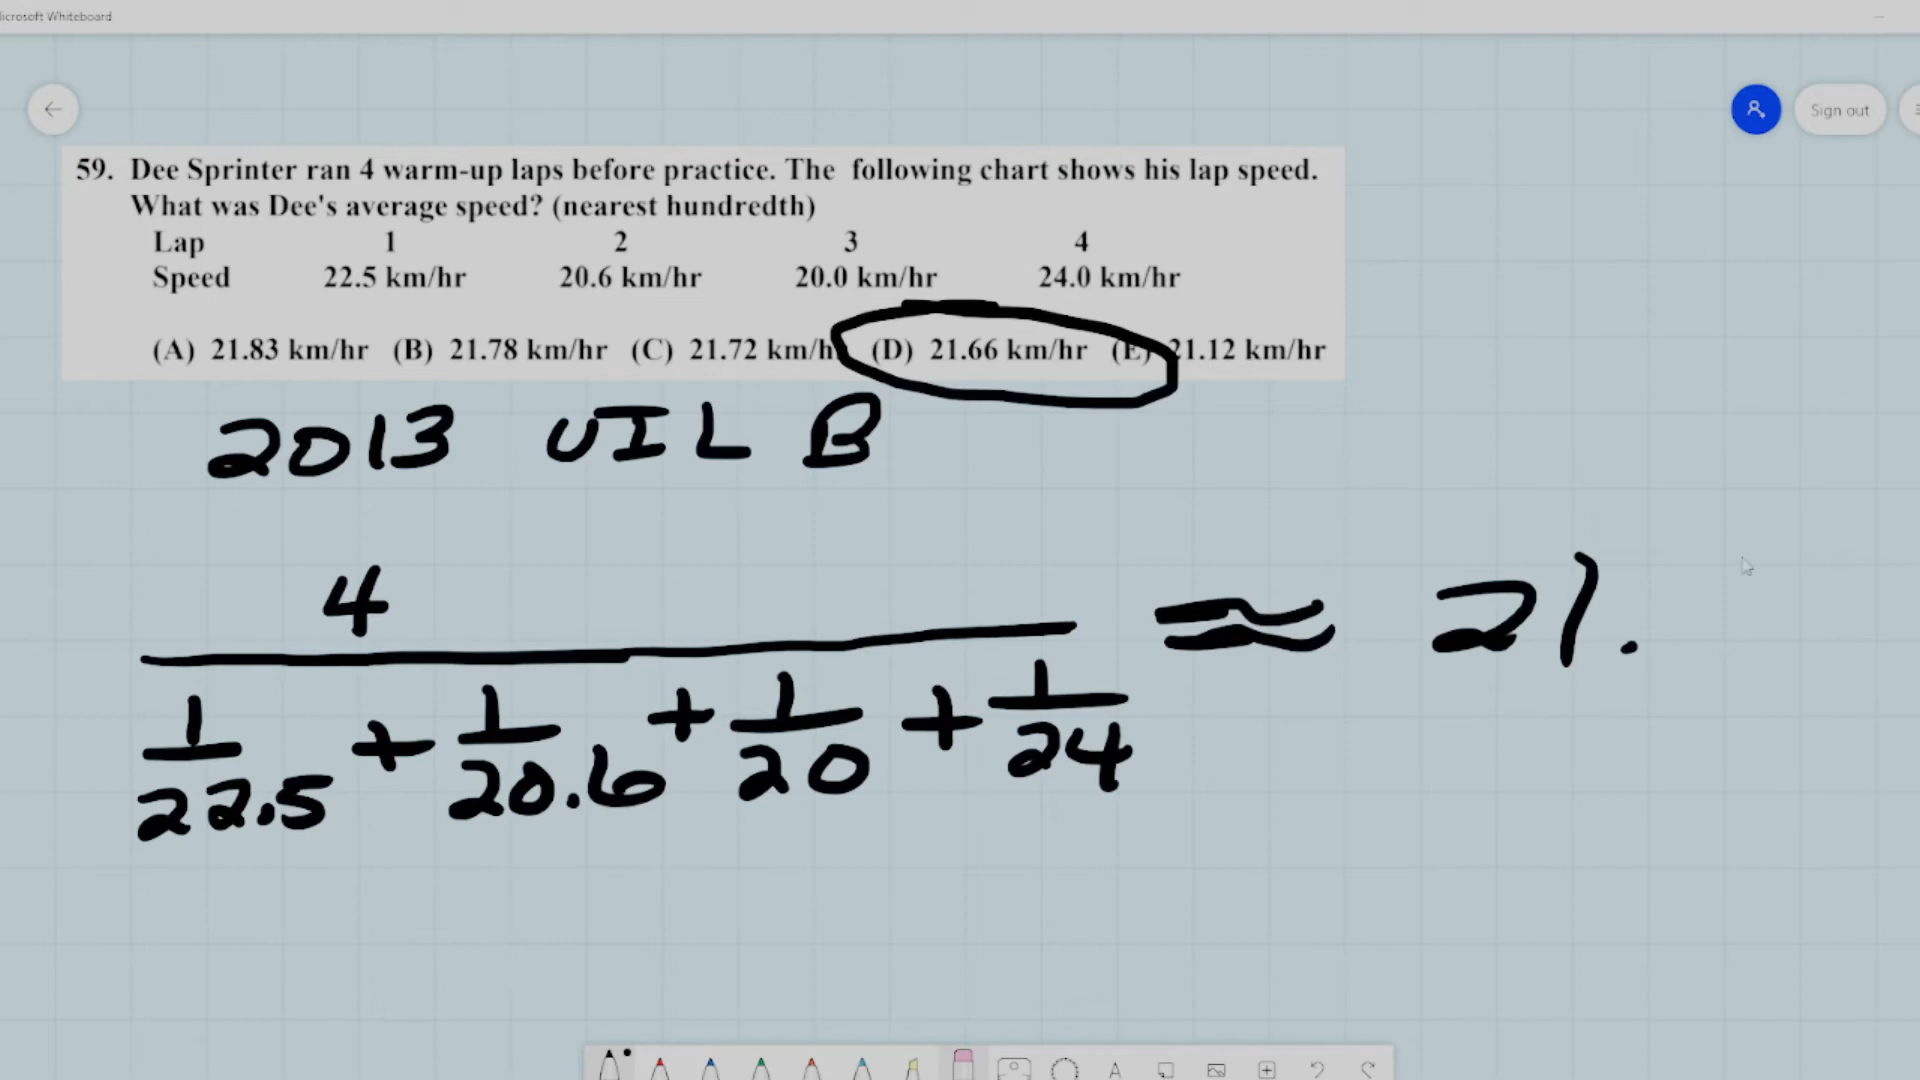 icrosoft Whiteboard
Sign out
59. Dee Sprinter ran 4 warm-up laps before practice. The following chart shows his lap speed.
What was Dee's average speed? (nearest hundredth)
Lap 1 2 3 4
Speed 22.5 km/hr 20.6 km/hr 20.0 km/hr 24.0 km/hr
(A) 21.83 km/hr (B) 21.78 km/hr (C) 21.72 km/h (D) 21.66 km/hr (E) 21.12 km/hr
2013 UIL B
4
≈ 21.
1 + 1 + 1 + 1
22.5 20.6 20 24